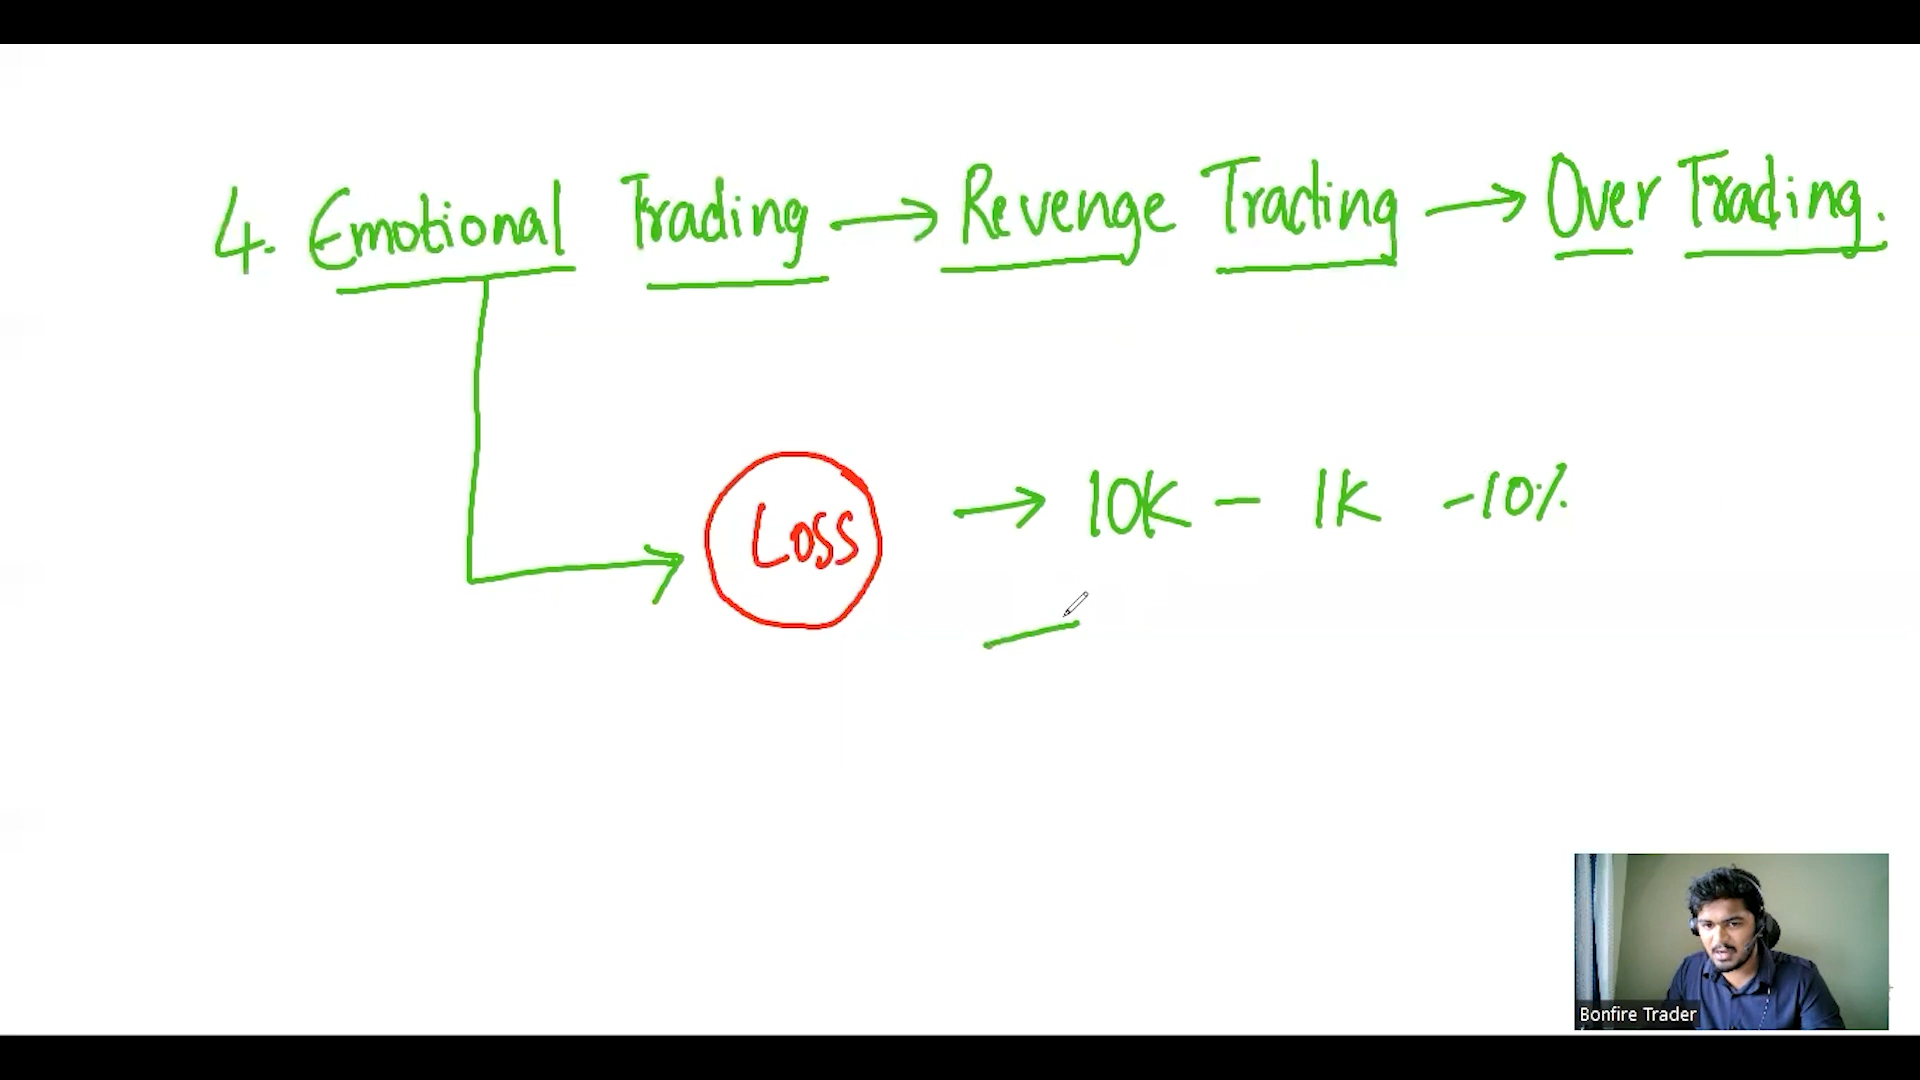 4. Emotional Trading → Revenge Trading → Over Trading.
Loss → 10K - 1K -10%
Bonfire Trader